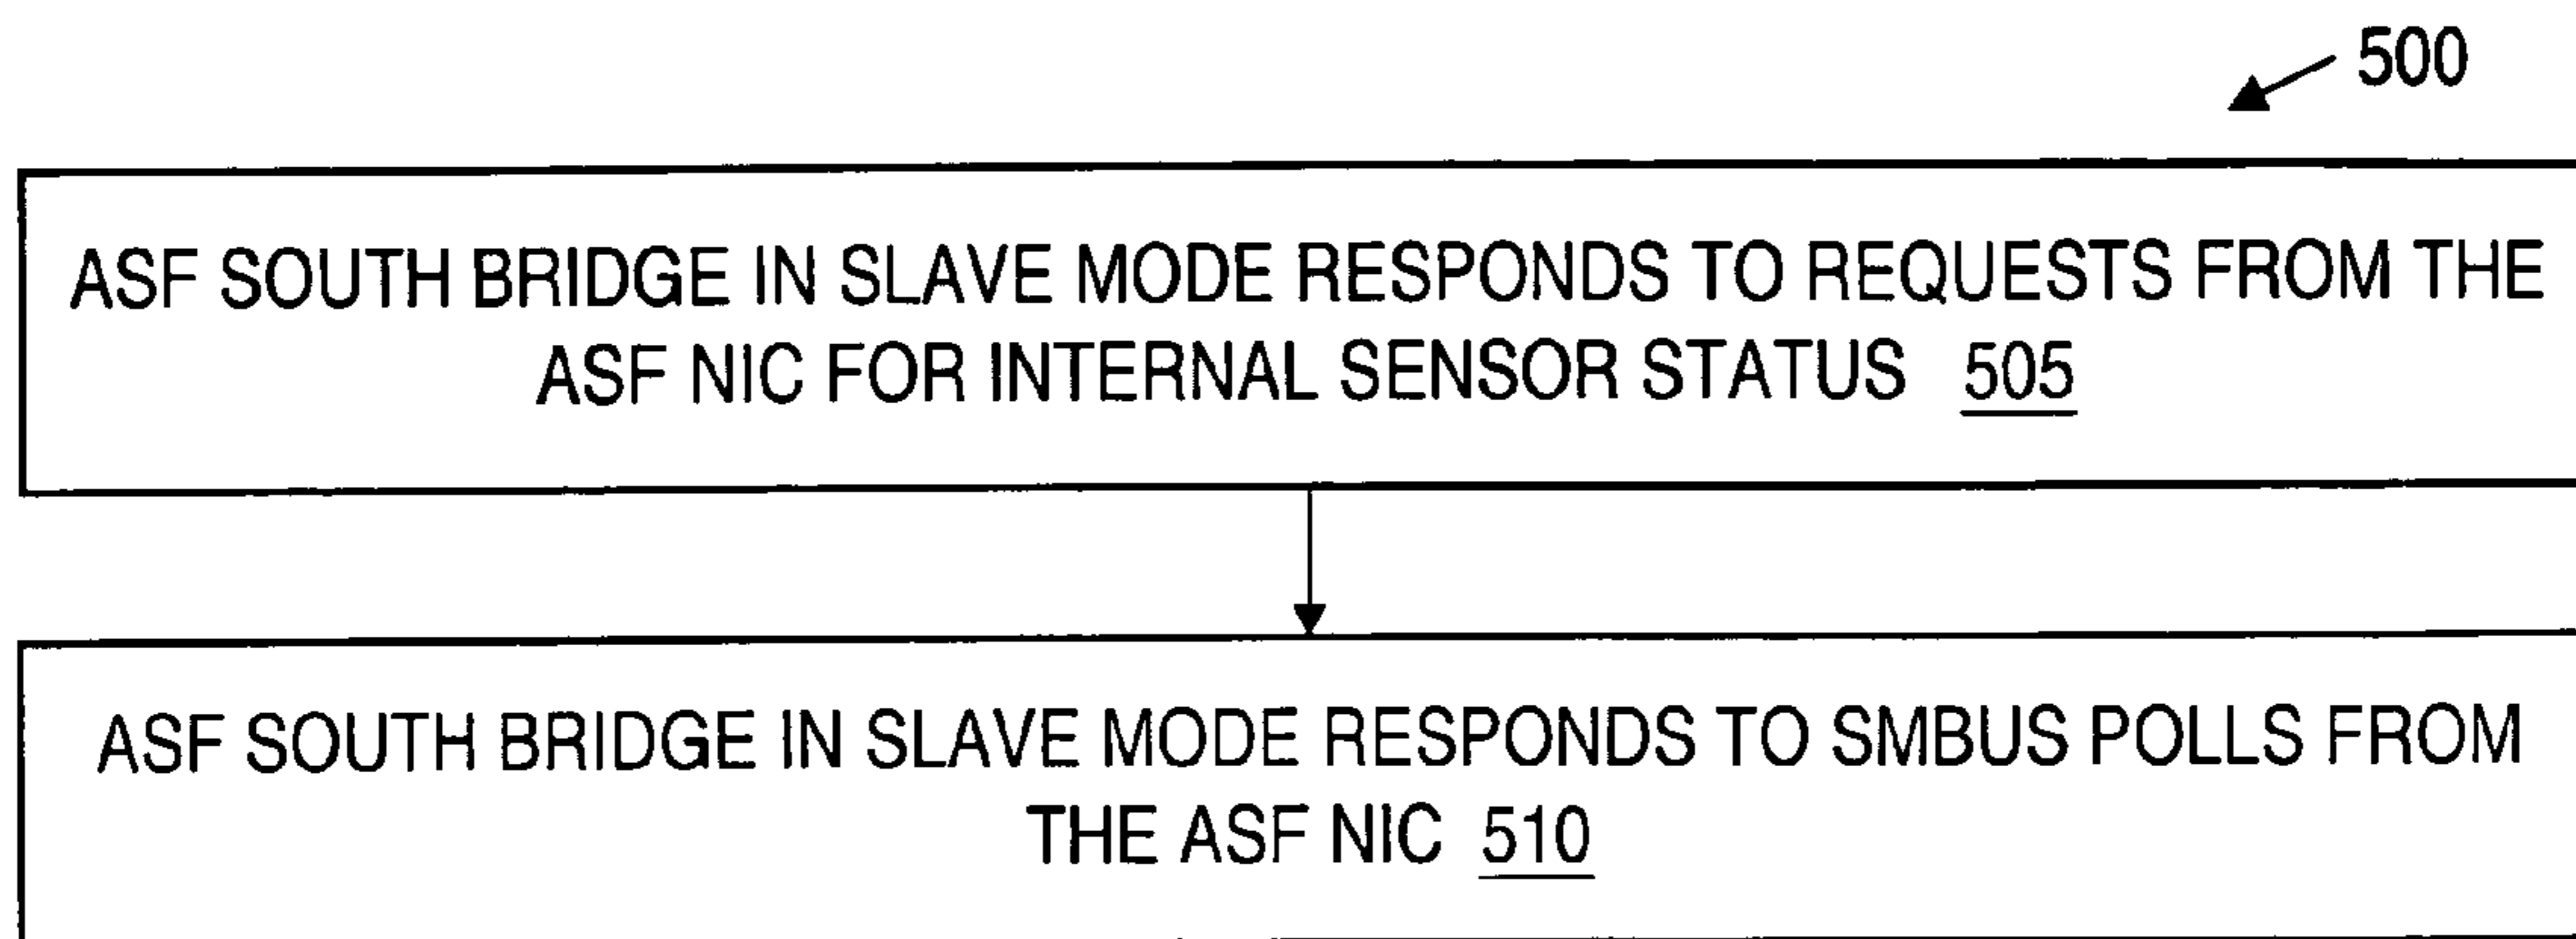 500
ASF SOUTH BRIDGE IN SLAVE MODE RESPONDS TO REQUESTS FROM THE
ASF NIC FOR INTERNAL SENSOR STATUS 505
ASF SOUTH BRIDGE IN SLAVE MODE RESPONDS TO SMBUS POLLS FROM
THE ASF NIC 510